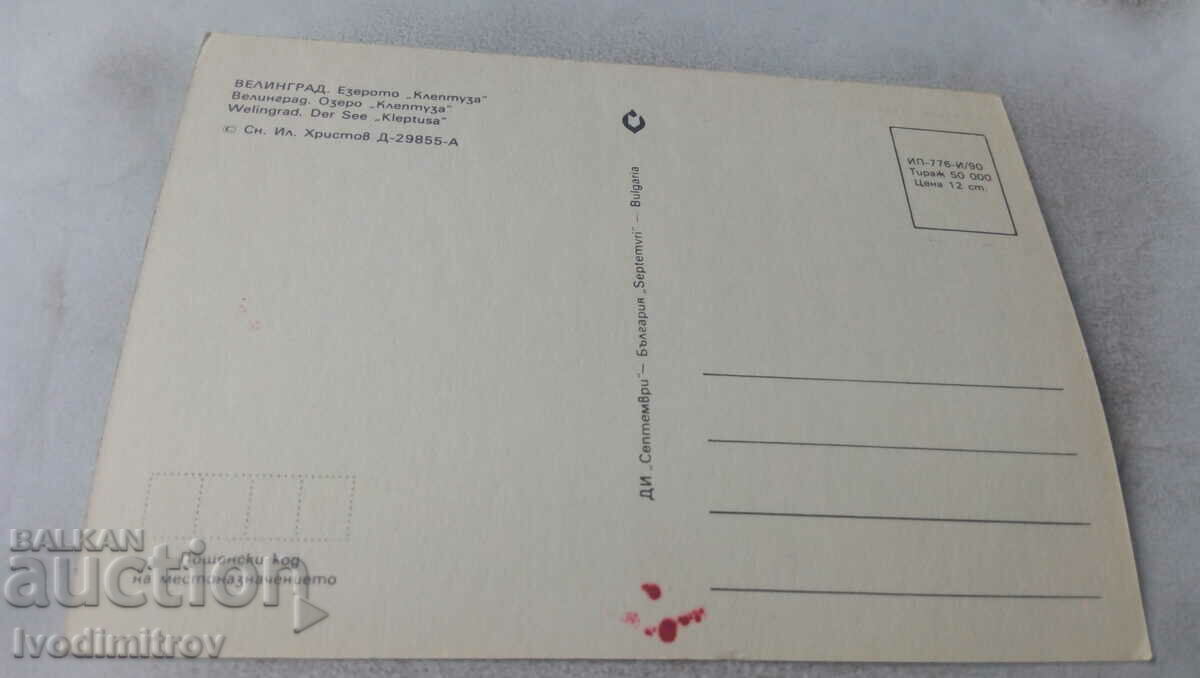 ВЕЛИНГРАД. Езерото „Клептуза"
Велинград. Озеро „Клептуза"
Welingrad. Der See „Kleptusa"
© Сн. Ил. Христов Д-29855-А
ДИ „Септември"— България „Septemvri" — Bulgaria
ИП-776-И/90
Тираж 50 000
Цена 12 ст.
Пощенски код
на местоназначението
BALKAN
auction
Ivodimitrov